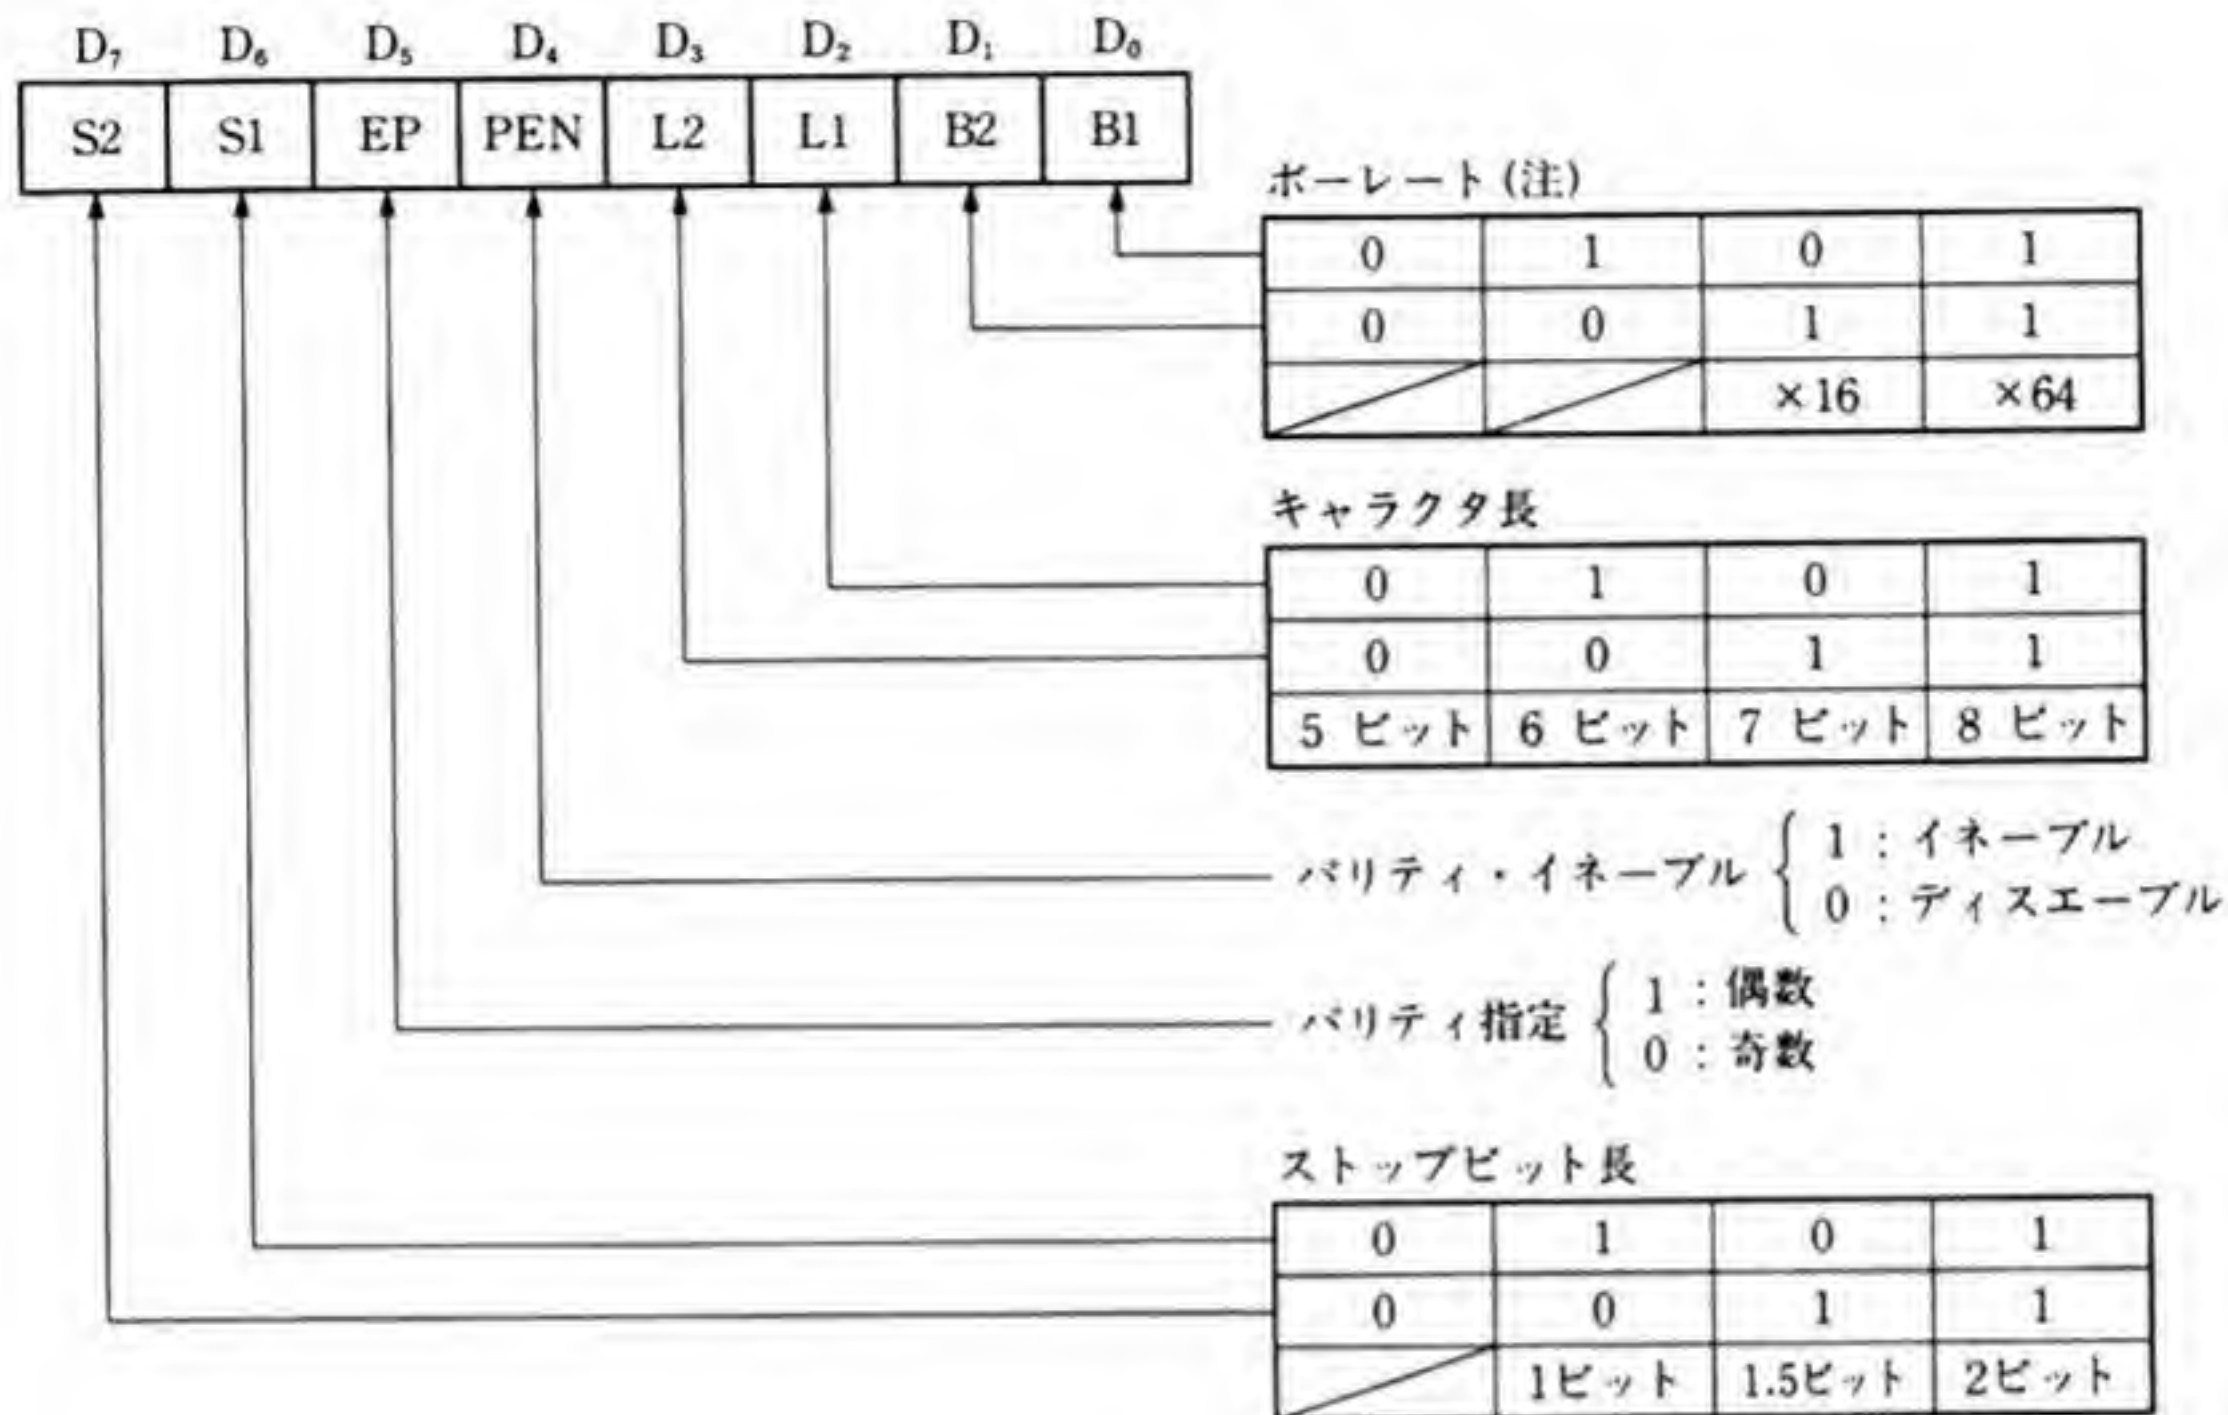 D₇ D₆ D₅ D₄ D₃ D₂ D₁ D₀
S2 S1 EP PEN L2 L1 B2 B1
ボーレート(注)
0 1 0 1
0 0 1 1
×16 ×64
キャラクタ長
0 1 0 1
0 0 1 1
5 ビット 6 ビット 7 ビット 8 ビット
パリティ・イネーブル { 1 : イネーブル
0 : ディスエーブル
パリティ指定 { 1 : 偶数
0 : 奇数
ストップビット長
0 1 0 1
0 0 1 1
1ビット 1.5ビット 2ビット